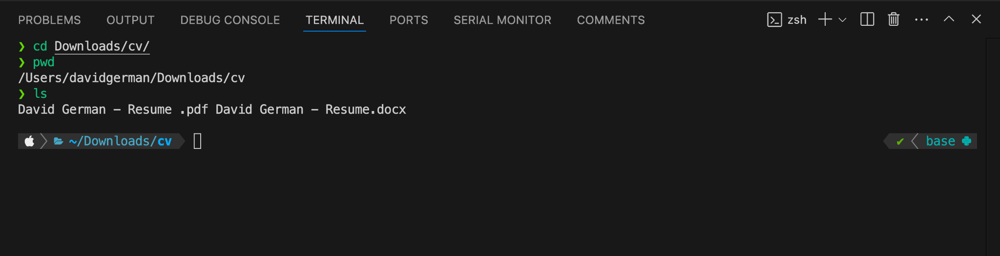 PROBLEMS OUTPUT DEBUG CONSOLE TERMINAL PORTS SERIAL MONITOR COMMENTS zsh
❯ cd Downloads/cv/
❯ pwd
/Users/davidgerman/Downloads/cv
❯ ls
David German – Resume .pdf David German – Resume.docx
~/Downloads/cv ✔ base